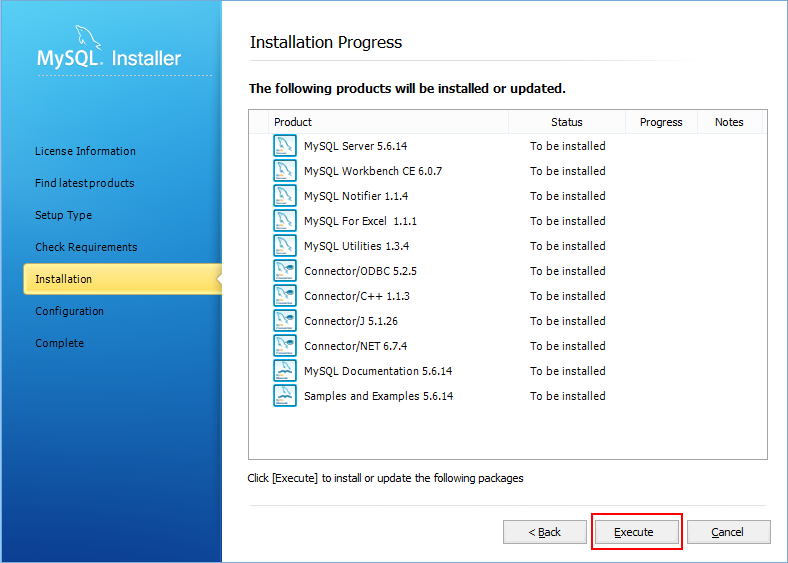 MySQL. Installer
License Information
Find latest products
Setup Type
Check Requirements
Installation
Configuration
Complete
Installation Progress
The following products will be installed or updated.
Product Status Progress Notes
MySQL Server 5.6.14 To be installed
MySQL Workbench CE 6.0.7 To be installed
MySQL Notifier 1.1.4 To be installed
MySQL For Excel 1.1.1 To be installed
MySQL Utilities 1.3.4 To be installed
Connector/ODBC 5.2.5 To be installed
Connector/C++ 1.1.3 To be installed
Connector/J 5.1.26 To be installed
Connector/NET 6.7.4 To be installed
MySQL Documentation 5.6.14 To be installed
Samples and Examples 5.6.14 To be installed
Click [Execute] to install or update the following packages
< Back Execute Cancel